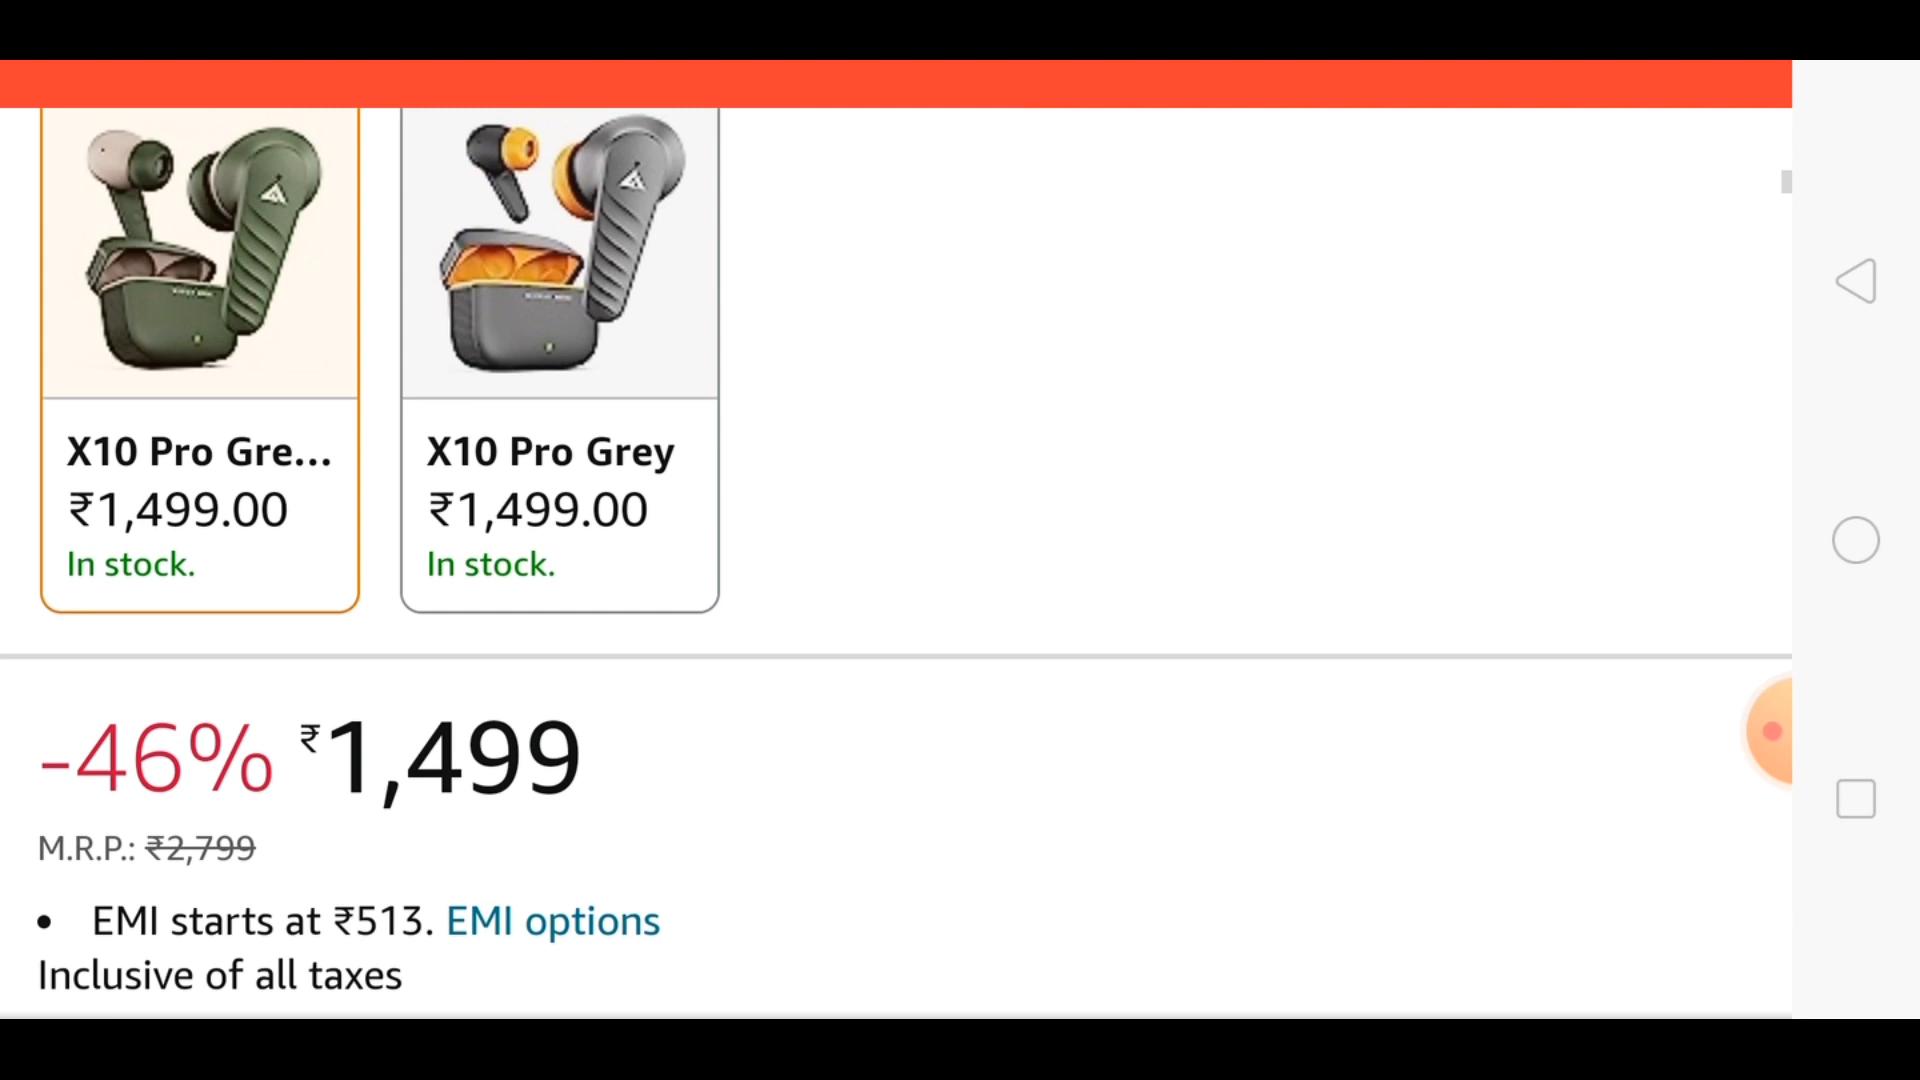 X10 Pro Gre...
₹1,499.00
In stock.
X10 Pro Grey
₹1,499.00
In stock.
-46% ₹1,499
M.R.P.: ₹2,799
• EMI starts at ₹513. EMI options
Inclusive of all taxes